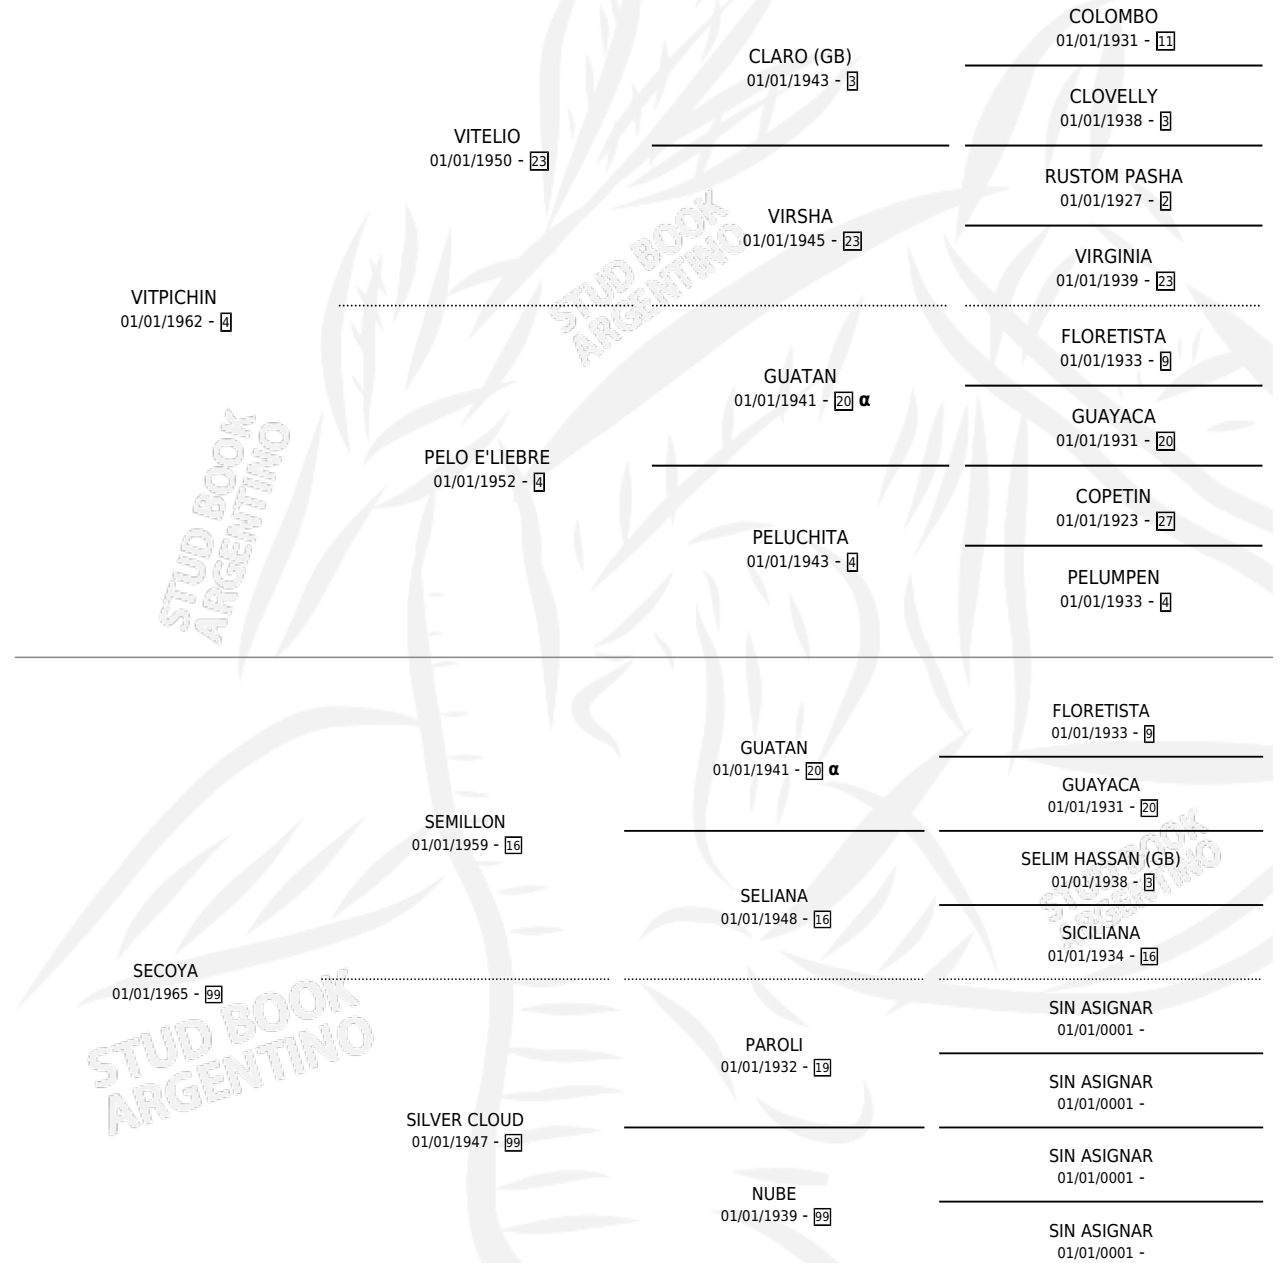 COLOMBO
01/01/1931 - 11
CLARO (GB)
01/01/1943 - 3
CLOVELLY
01/01/1938 - 3
VITELIO
01/01/1950 - 23
RUSTOM PASHA
01/01/1927 - 2
VIRSHA
01/01/1945 - 23
VIRGINIA
01/01/1939 - 23
VITPICHIN
01/01/1962 - 4
FLORETISTA
01/01/1933 - 9
GUATAN
01/01/1941 - 20 α
GUAYACA
01/01/1931 - 20
PELO E'LIEBRE
01/01/1952 - 4
COPETIN
01/01/1923 - 27
PELUCHITA
01/01/1943 - 4
PELUMPEN
01/01/1933 - 4
STUD BOOK
ARGENTINO
STUD BOOK
ARGENTINO
FLORETISTA
01/01/1933 - 9
GUATAN
01/01/1941 - 20 α
GUAYACA
01/01/1931 - 20
SEMILLON
01/01/1959 - 16
SELIM HASSAN (GB)
01/01/1938 - 3
SELIANA
01/01/1948 - 16
SICILIANA
01/01/1934 - 16
SECOYA
01/01/1965 - 99
SIN ASIGNAR
01/01/0001 -
PAROLI
01/01/1932 - 19
SIN ASIGNAR
01/01/0001 -
SILVER CLOUD
01/01/1947 - 99
SIN ASIGNAR
01/01/0001 -
NUBE
01/01/1939 - 99
SIN ASIGNAR
01/01/0001 -
STUD BOOK
ARGENTINO
STUD BOOK
ARGENTINO